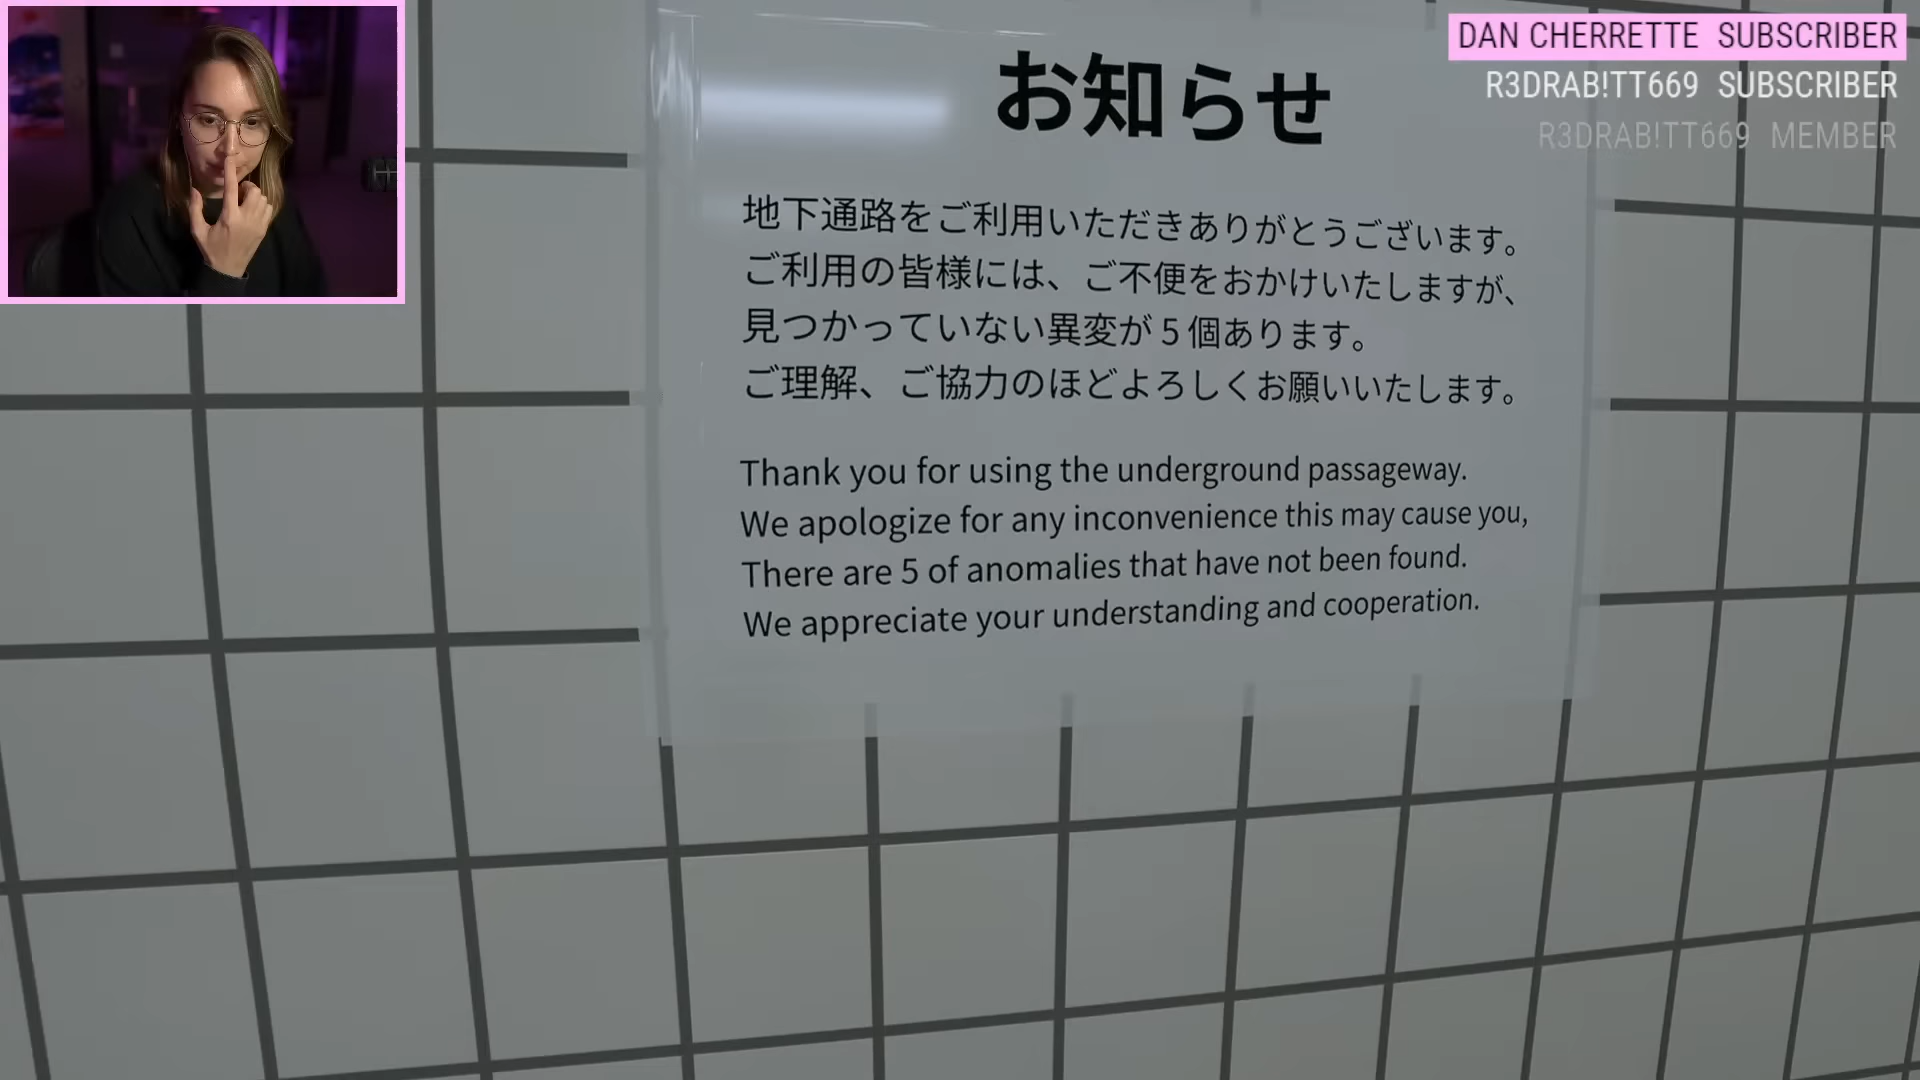 DAN CHERRETTE SUBSCRIBER
R3DRAB!TT669 SUBSCRIBER
R3DRAB!TT669 MEMBER
お知らせ
地下通路をご利用いただきありがとうございます。
ご利用の皆様には、ご不便をおかけいたしますが、
見つかっていない異変が5個あります。
ご理解、ご協力のほどよろしくお願いいたします。
Thank you for using the underground passageway.
We apologize for any inconvenience this may cause you,
There are 5 of anomalies that have not been found.
We appreciate your understanding and cooperation.